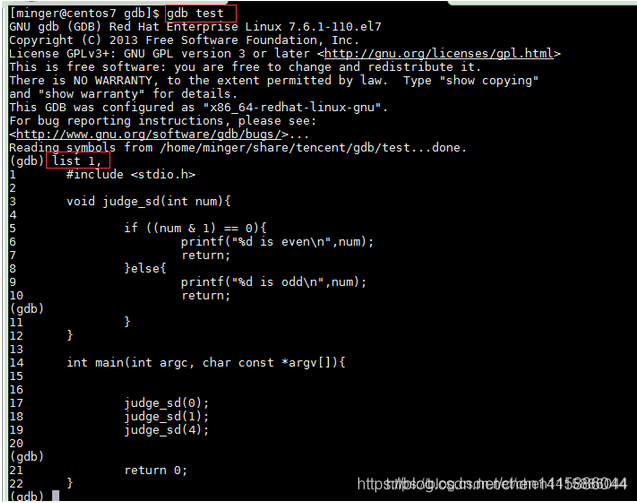 [minger@centos7 gdb]$ gdb test
GNU gdb (GDB) Red Hat Enterprise Linux 7.6.1-110.el7
Copyright (C) 2013 Free Software Foundation, Inc.
License GPLv3+: GNU GPL version 3 or later <http://gnu.org/licenses/gpl.html>
This is free software: you are free to change and redistribute it.
There is NO WARRANTY, to the extent permitted by law.  Type "show copying"
and "show warranty" for details.
This GDB was configured as "x86_64-redhat-linux-gnu".
For bug reporting instructions, please see:
<http://www.gnu.org/software/gdb/bugs/>...
Reading symbols from /home/minger/share/tencent/gdb/test...done.
(gdb) list 1,
1       #include <stdio.h>
2
3       void judge_sd(int num){
4
5               if ((num & 1) == 0){
6                       printf("%d is even\n",num);
7                       return;
8               }else{
9                       printf("%d is odd\n",num);
10                      return;
(gdb)
11              }
12      }
13
14      int main(int argc, char const *argv[]){
15
16
17              judge_sd(0);
18              judge_sd(1);
19              judge_sd(4);
20
(gdb)
21              return 0;
22      }
(gdb)